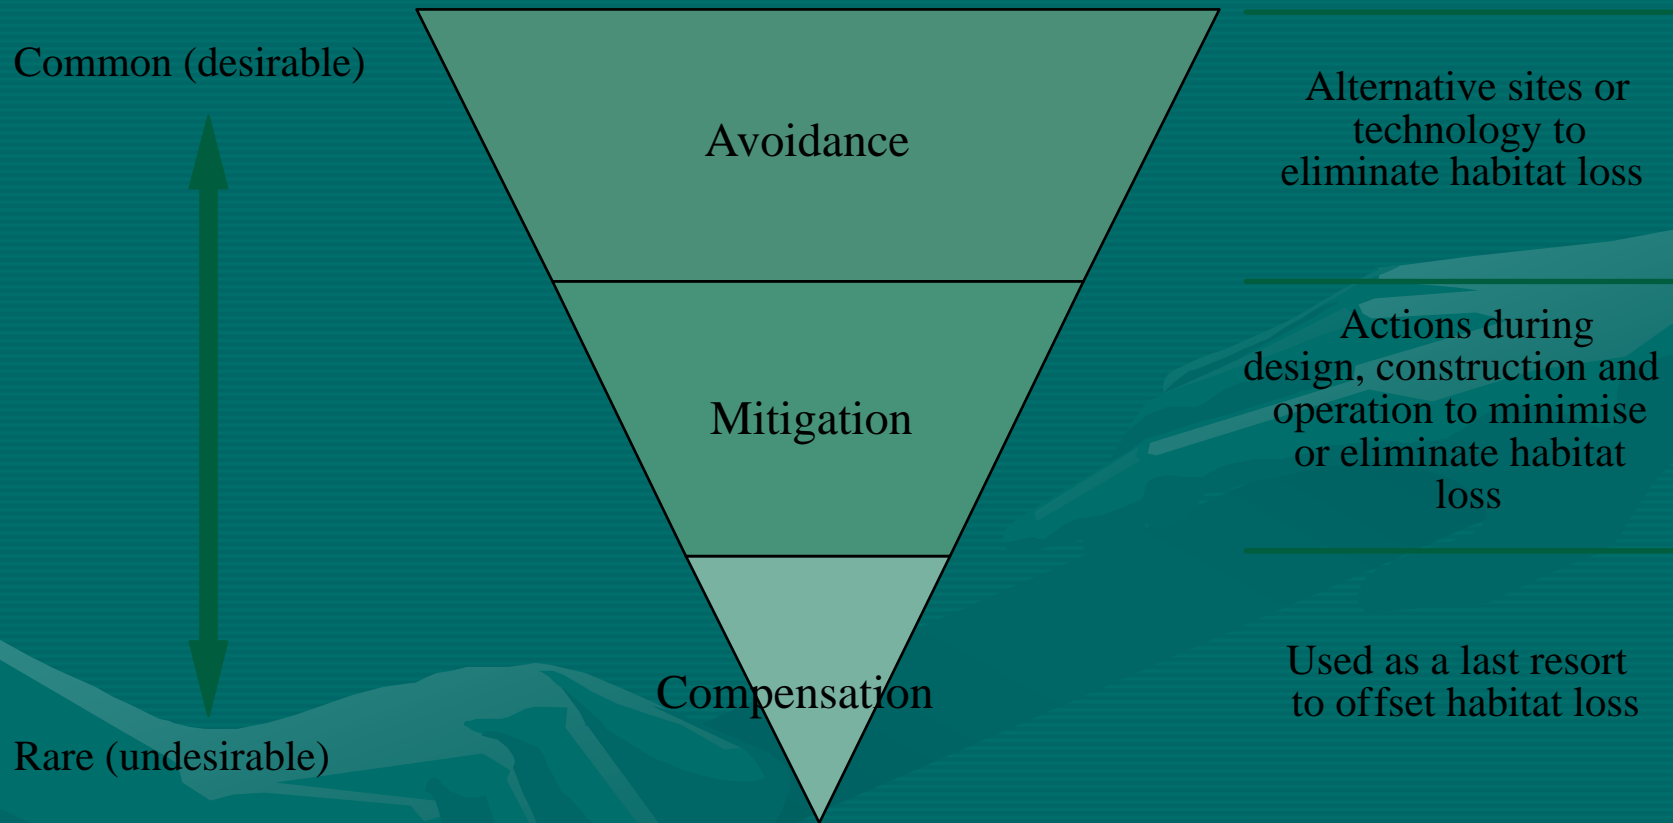 Common (desirable)
Avoidance
Alternative sites or
technology to
eliminate habitat loss
Mitigation
Actions during
design, construction and
operation to minimise
or eliminate habitat
loss
Compensation
Used as a last resort
to offset habitat loss
Rare (undesirable)